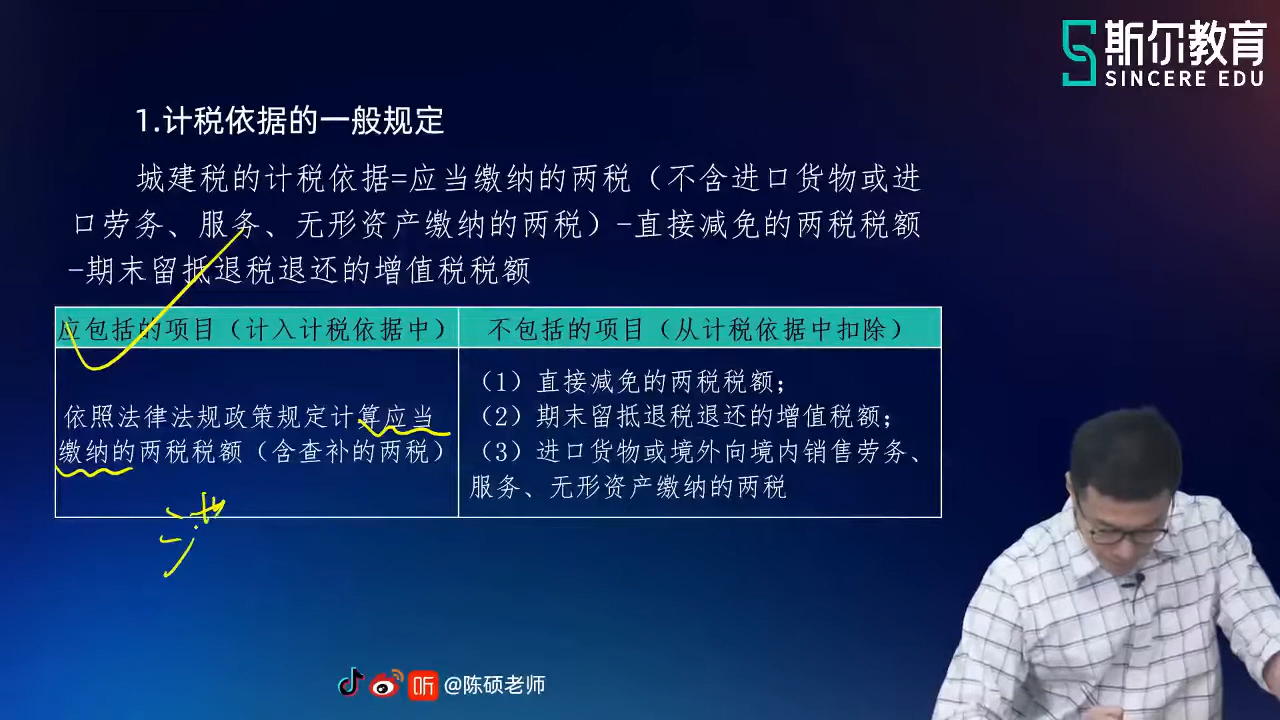 斯尔教育
SINCERE EDU
1.计税依据的一般规定
城建税的计税依据=应当缴纳的两税（不含进口货物或进
口劳务、服务、无形资产缴纳的两税）-直接减免的两税税额
-期末留抵退税退还的增值税税额
应包括的项目（计入计税依据中）
不包括的项目（从计税依据中扣除）
依照法律法规政策规定计算应当
缴纳的两税税额（含查补的两税）
（1）直接减免的两税税额；
（2）期末留抵退税退还的增值税额；
（3）进口货物或境外向境内销售劳务、
服务、无形资产缴纳的两税
听 @陈硕老师